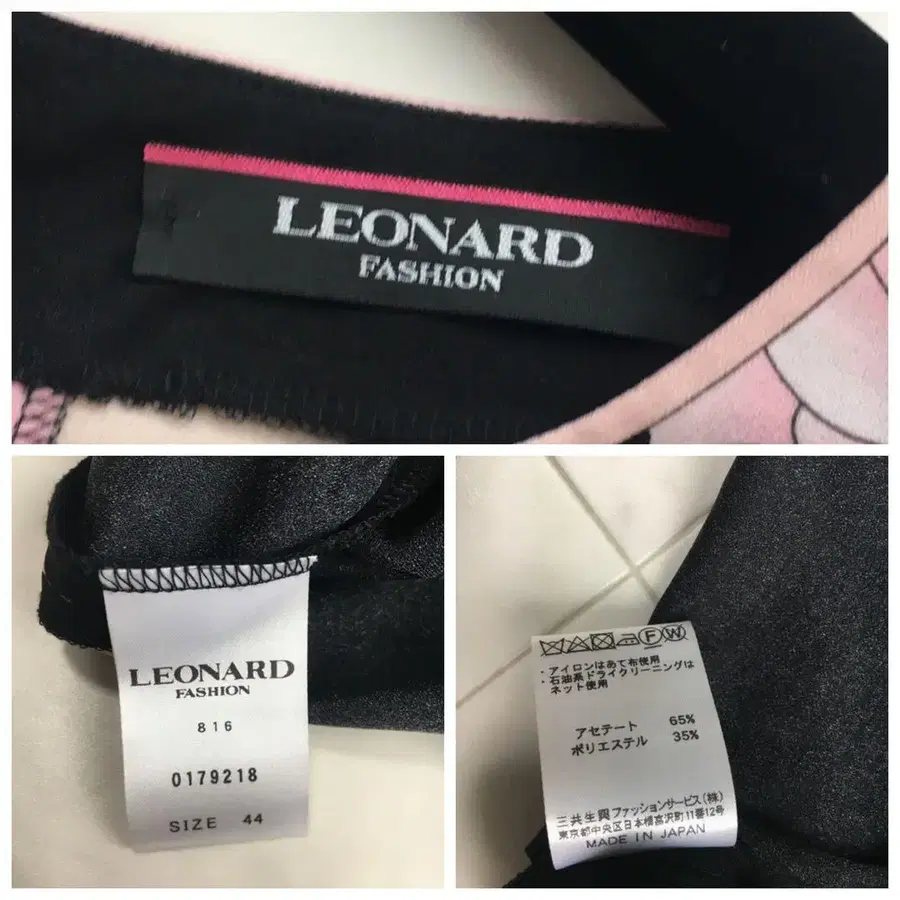 LEONARD
FASHION
LEONARD
FASHION
816
0179218
SIZE 44
・アイロンはあて布使用
・石油系ドライクリーニングは
ネット使用
アセテート 65%
ポリエステル 35%
三共生興ファッションサービス(株)
東京都中央区日本橋富沢町11番12号
MADE IN JAPAN